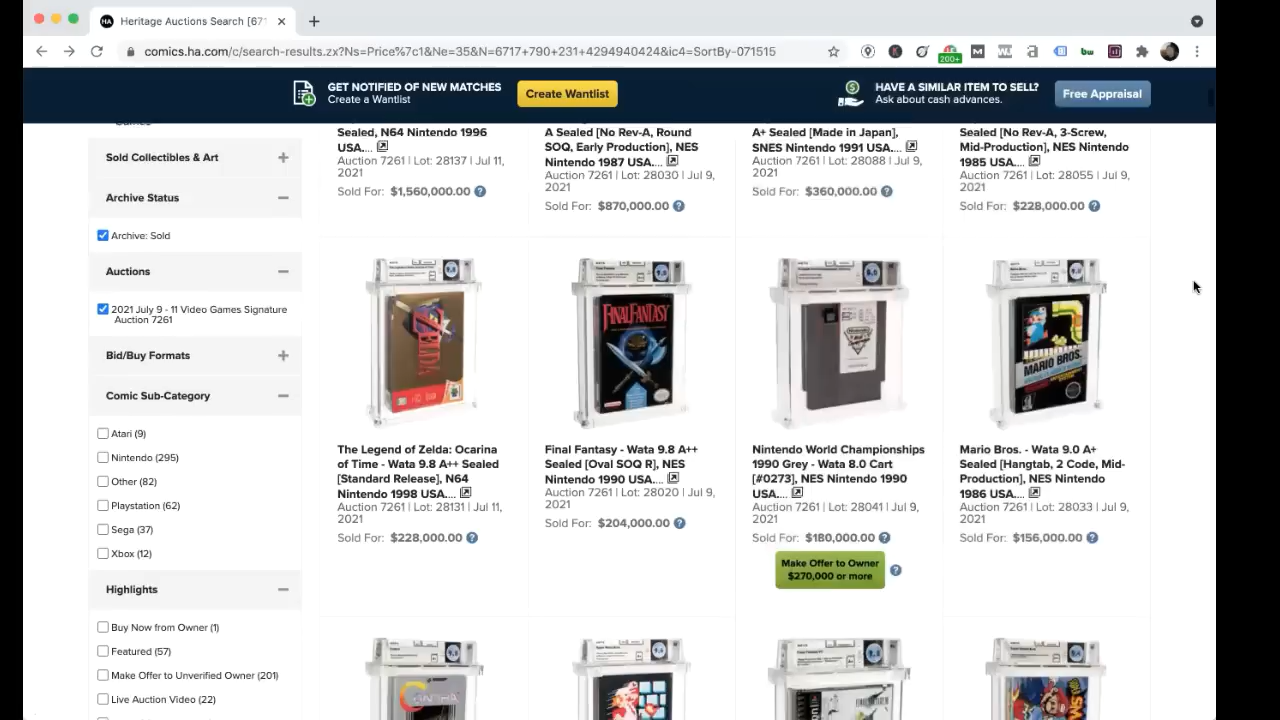 Heritage Auctions Search [671
comics.ha.com/c/search-results.zx?Ns=Price%7c1&Ne=35&N=6717+790+231+4294940424&ic4=SortBy-071515
200+
GET NOTIFIED OF NEW MATCHES
Create a Wantlist
Create Wantlist
HAVE A SIMILAR ITEM TO SELL?
Ask about cash advances.
Free Appraisal
Sold Collectibles & Art
Archive Status
Archive: Sold
Auctions
2021 July 9 - 11 Video Games Signature
Auction 7261
Bid/Buy Formats
Comic Sub-Category
Atari (9)
Nintendo (295)
Other (82)
Playstation (62)
Sega (37)
Xbox (12)
Highlights
Buy Now from Owner (1)
Featured (57)
Make Offer to Unverified Owner (201)
Live Auction Video (22)
Sealed, N64 Nintendo 1996
USA....
Auction 7261 | Lot: 28137 | Jul 11,
2021
Sold For: $1,560,000.00
A Sealed [No Rev-A, Round
SOQ, Early Production], NES
Nintendo 1987 USA....
Auction 7261 | Lot: 28030 | Jul 9,
2021
Sold For: $870,000.00
A+ Sealed [Made in Japan],
SNES Nintendo 1991 USA....
Auction 7261 | Lot: 28088 | Jul 9,
2021
Sold For: $360,000.00
Sealed [No Rev-A, 3-Screw,
Mid-Production], NES Nintendo
1985 USA....
Auction 7261 | Lot: 28055 | Jul 9,
2021
Sold For: $228,000.00
ZELDA
The Legend of Zelda: Ocarina
of Time - Wata 9.8 A++ Sealed
[Standard Release], N64
Nintendo 1998 USA....
Auction 7261 | Lot: 28131 | Jul 11,
2021
Sold For: $228,000.00
FINAL FANTASY
Final Fantasy - Wata 9.8 A++
Sealed [Oval SOQ R], NES
Nintendo 1990 USA....
Auction 7261 | Lot: 28020 | Jul 9,
2021
Sold For: $204,000.00
Nintendo World Championships
1990 Grey - Wata 8.0 Cart
[#0273], NES Nintendo 1990
USA....
Auction 7261 | Lot: 28041 | Jul 9,
2021
Sold For: $180,000.00
Make Offer to Owner
$270,000 or more
MARIO BROS.
Mario Bros. - Wata 9.0 A+
Sealed [Hangtab, 2 Code, Mid-
Production], NES Nintendo
1986 USA....
Auction 7261 | Lot: 28033 | Jul 9,
2021
Sold For: $156,000.00